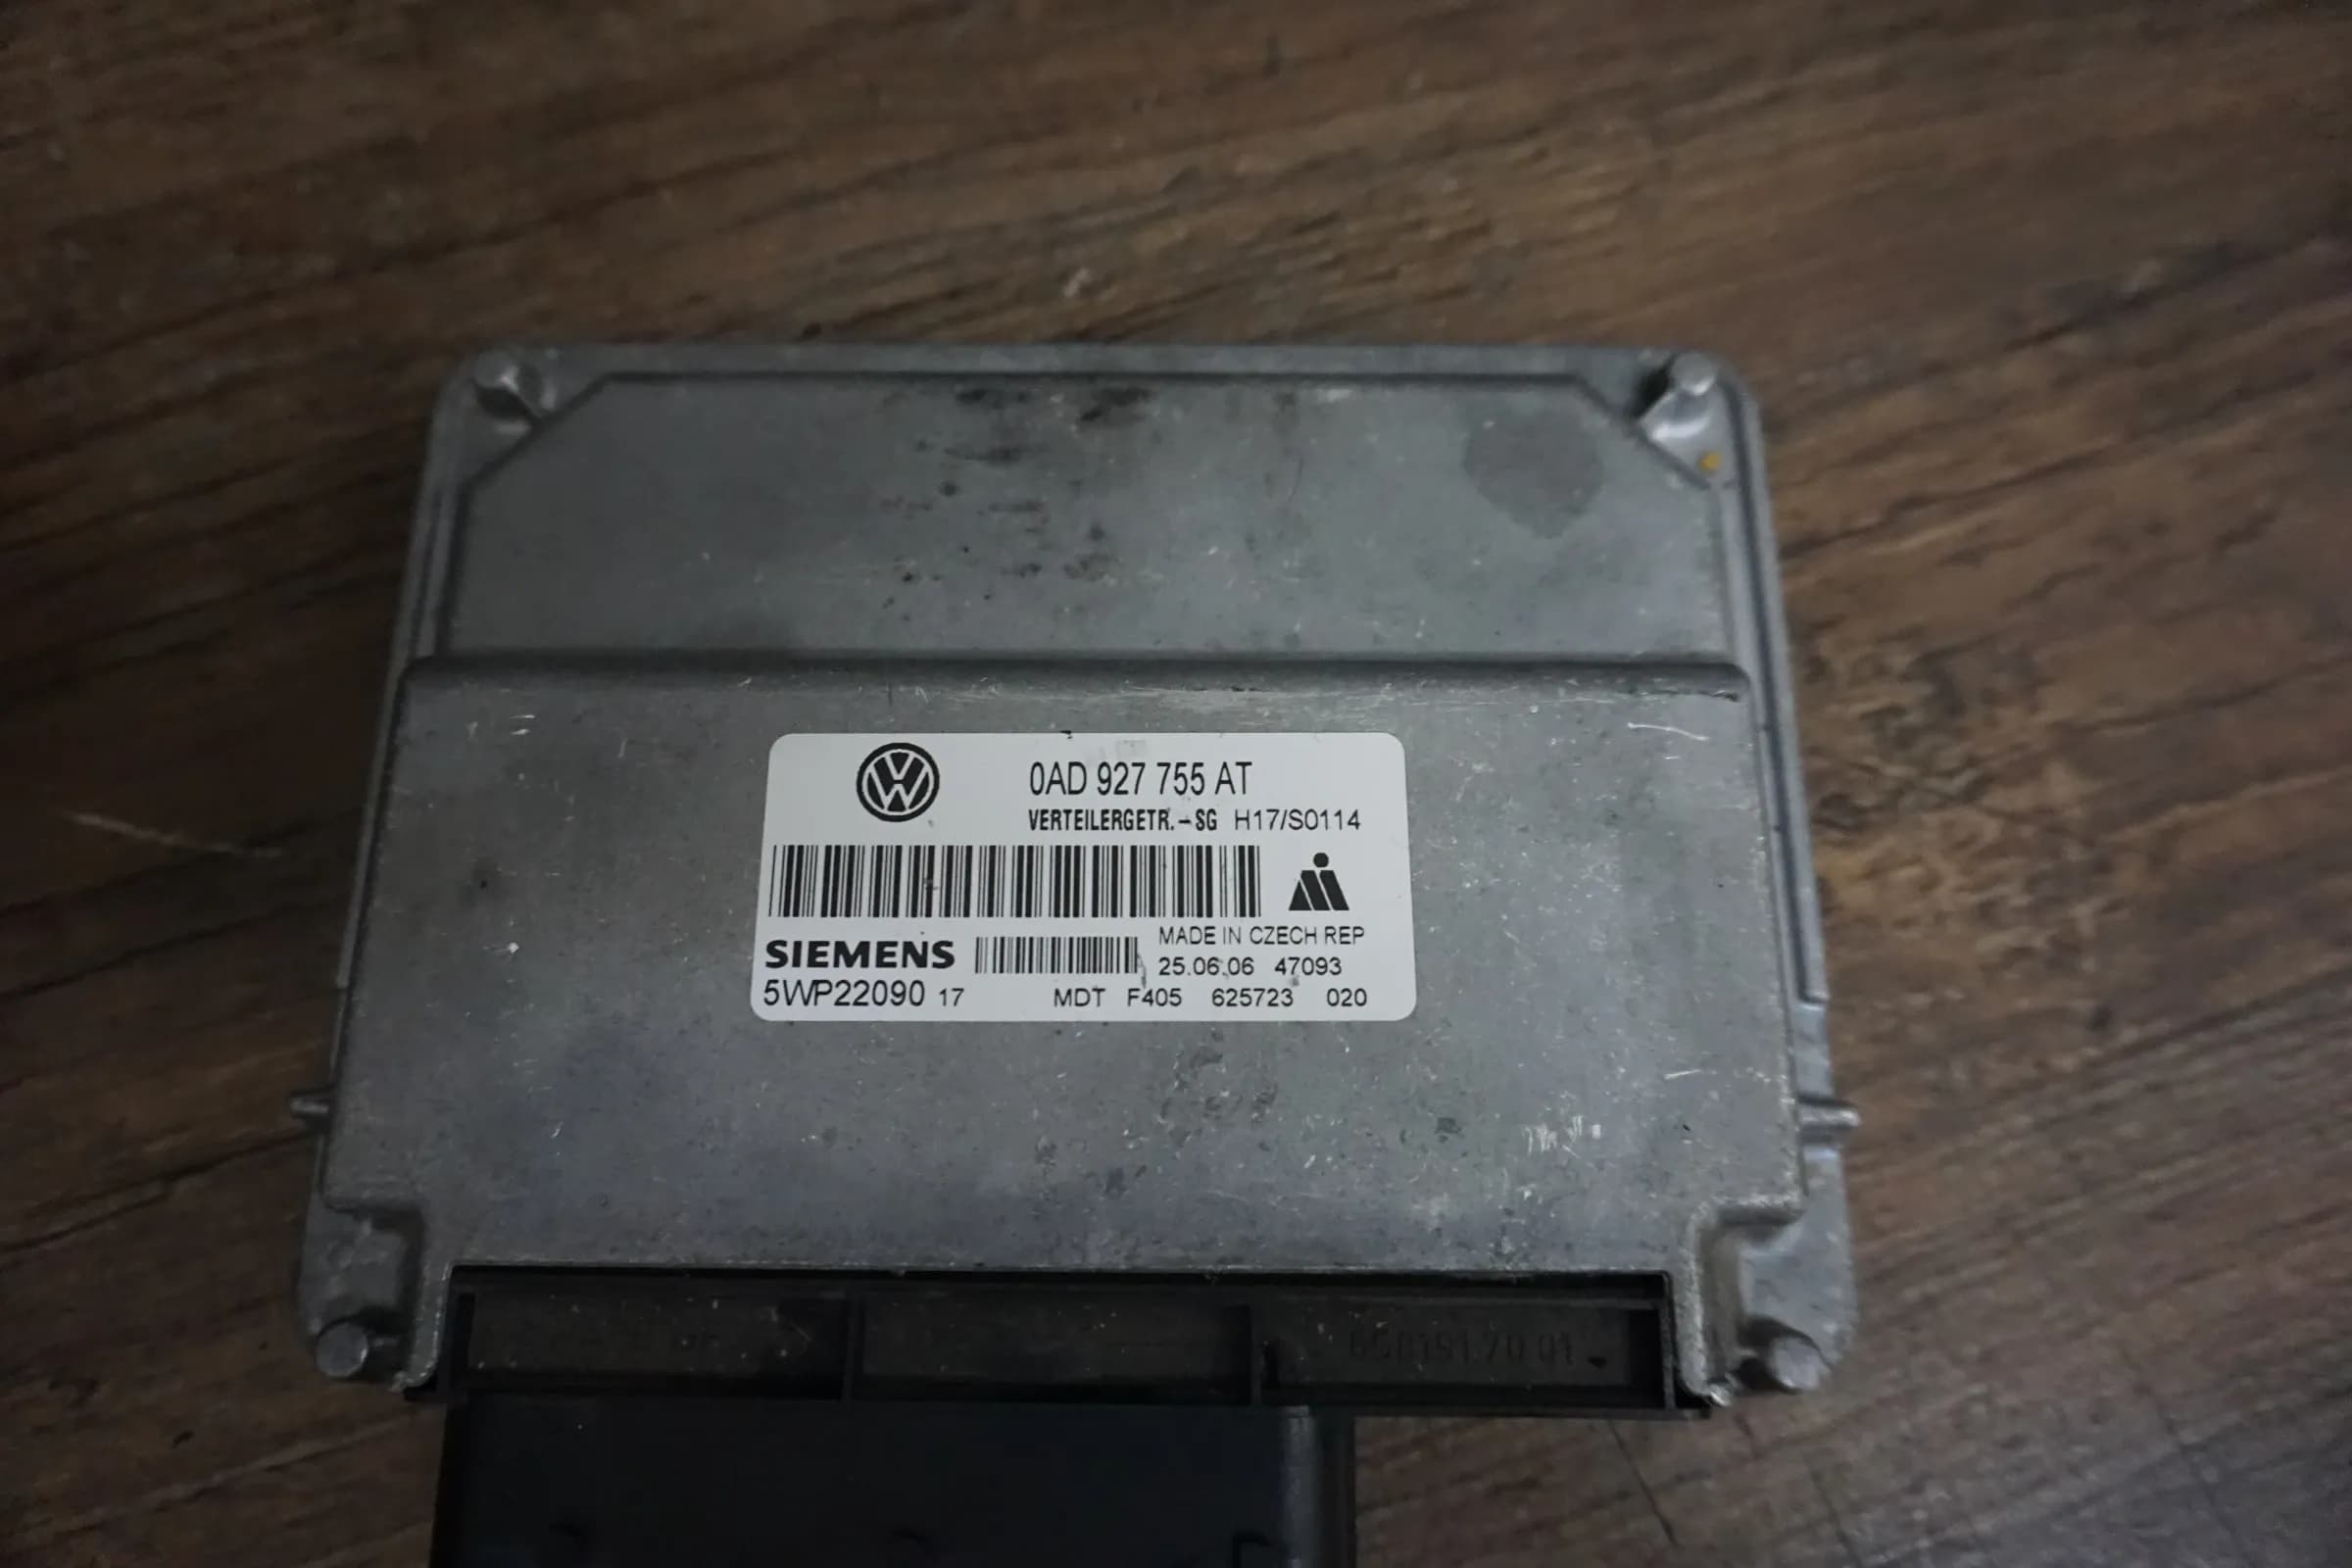 0AD 927 755 AT
VERTEILERGETR.-SG H17/S0114
MADE IN CZECH REP
SIEMENS 25.06.06 47093
5WP22090 17 MDT F405 625723 020